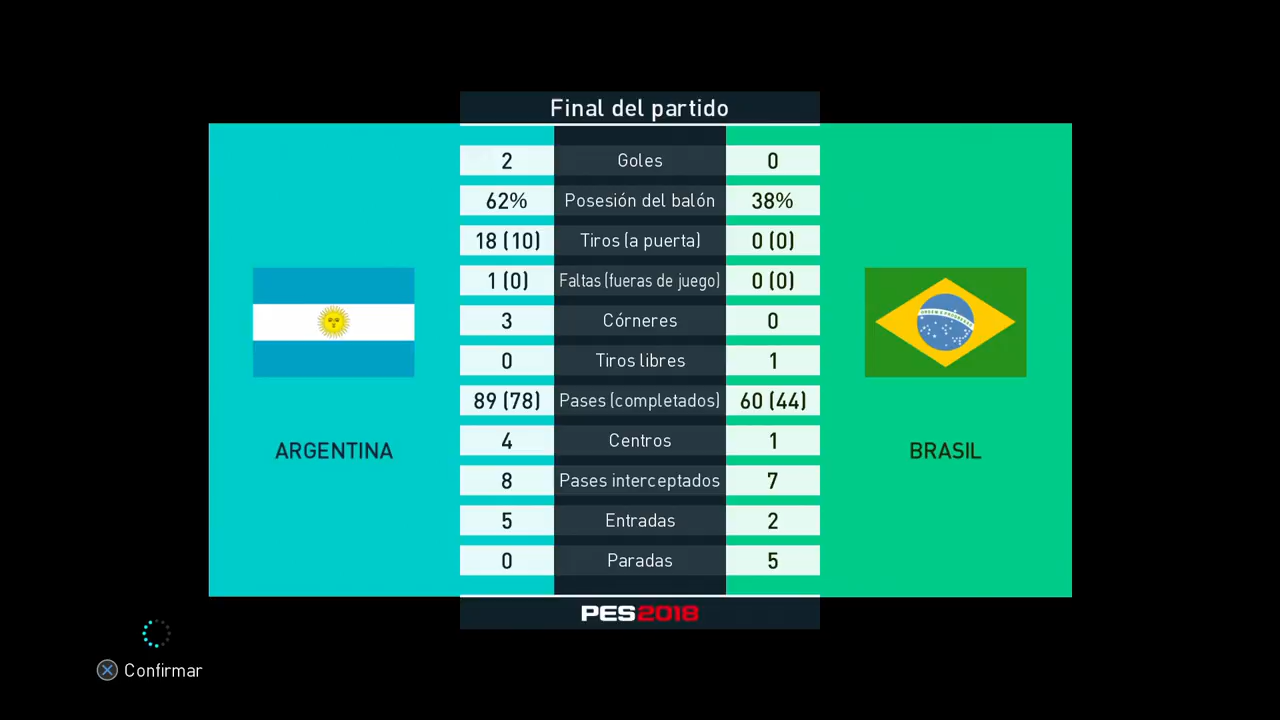 Final del partido
2 Goles 0
62% Posesión del balón 38%
18 (10) Tiros (a puerta) 0 (0)
1 (0) Faltas (fueras de juego) 0 (0)
3 Córneres 0
0 Tiros libres 1
89 (78) Pases (completados) 60 (44)
4 Centros 1
ARGENTINA
BRASIL
8 Pases interceptados 7
5 Entradas 2
0 Paradas 5
PES2018
Confirmar